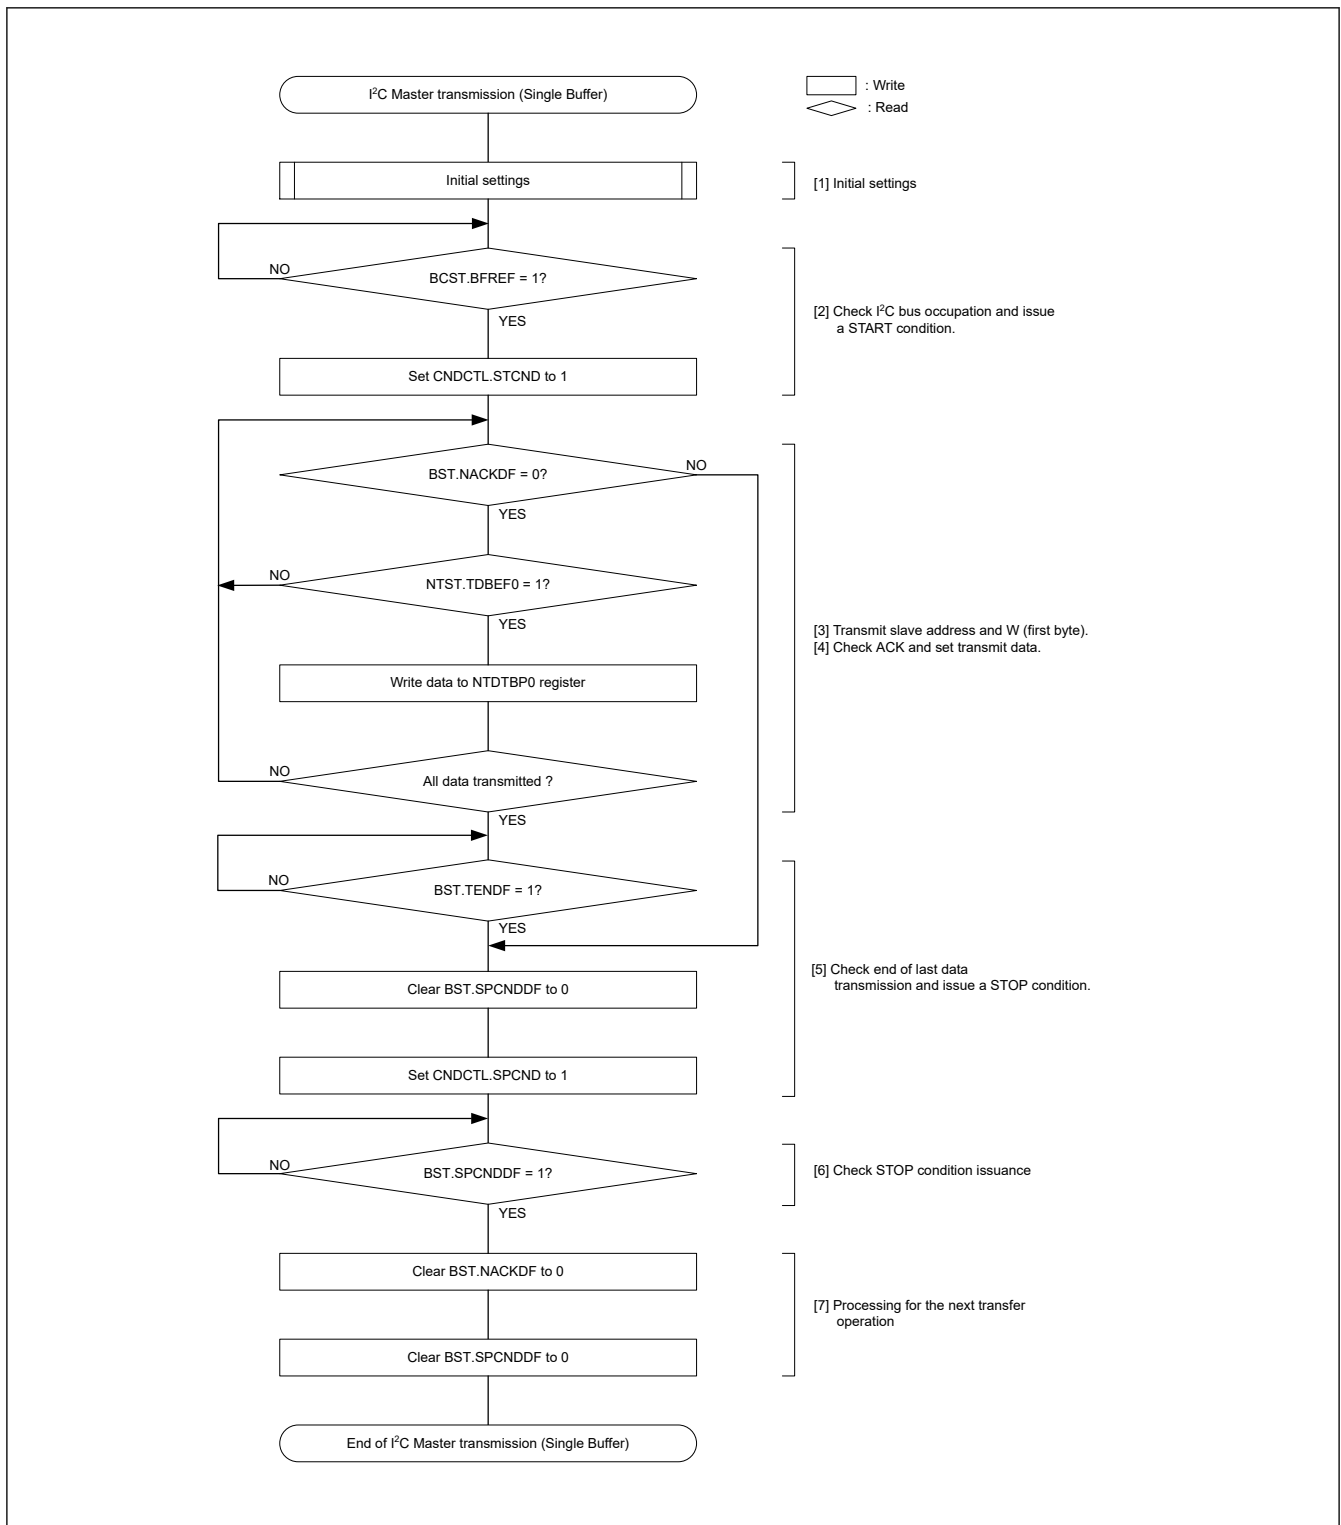 I²C Master transmission (Single Buffer)
: Write
: Read
Initial settings
[1] Initial settings
NO
BCST.BFREF = 1?
YES
[2] Check I²C bus occupation and issue
a START condition.
Set CNDCTL.STCND to 1
BST.NACKDF = 0?
NO
YES
NO
NTST.TDBEF0 = 1?
YES
[3] Transmit slave address and W (first byte).
[4] Check ACK and set transmit data.
Write data to NTDTBP0 register
NO
All data transmitted ?
YES
NO
BST.TENDF = 1?
YES
[5] Check end of last data
transmission and issue a STOP condition.
Clear BST.SPCNDDF to 0
Set CNDCTL.SPCND to 1
NO
BST.SPCNDDF = 1?
YES
[6] Check STOP condition issuance
Clear BST.NACKDF to 0
[7] Processing for the next transfer
operation
Clear BST.SPCNDDF to 0
End of I²C Master transmission (Single Buffer)